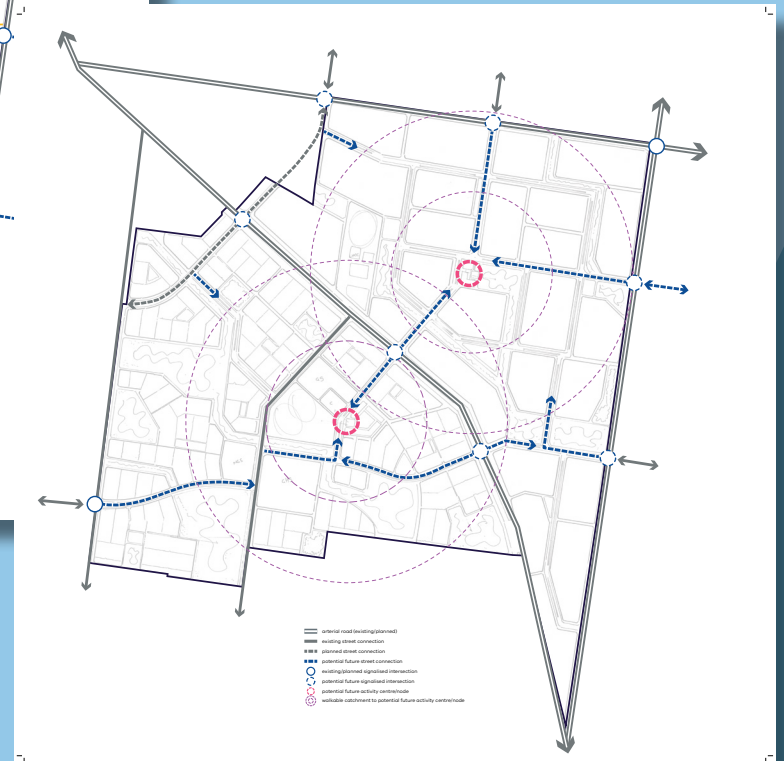 arterial road (existing/planned)
existing street connection
planned street connection
potential future street connection
existing/planned signalised intersection
potential future signalised intersection
potential future activity centre/node
walkable catchment to potential future activity centre/node